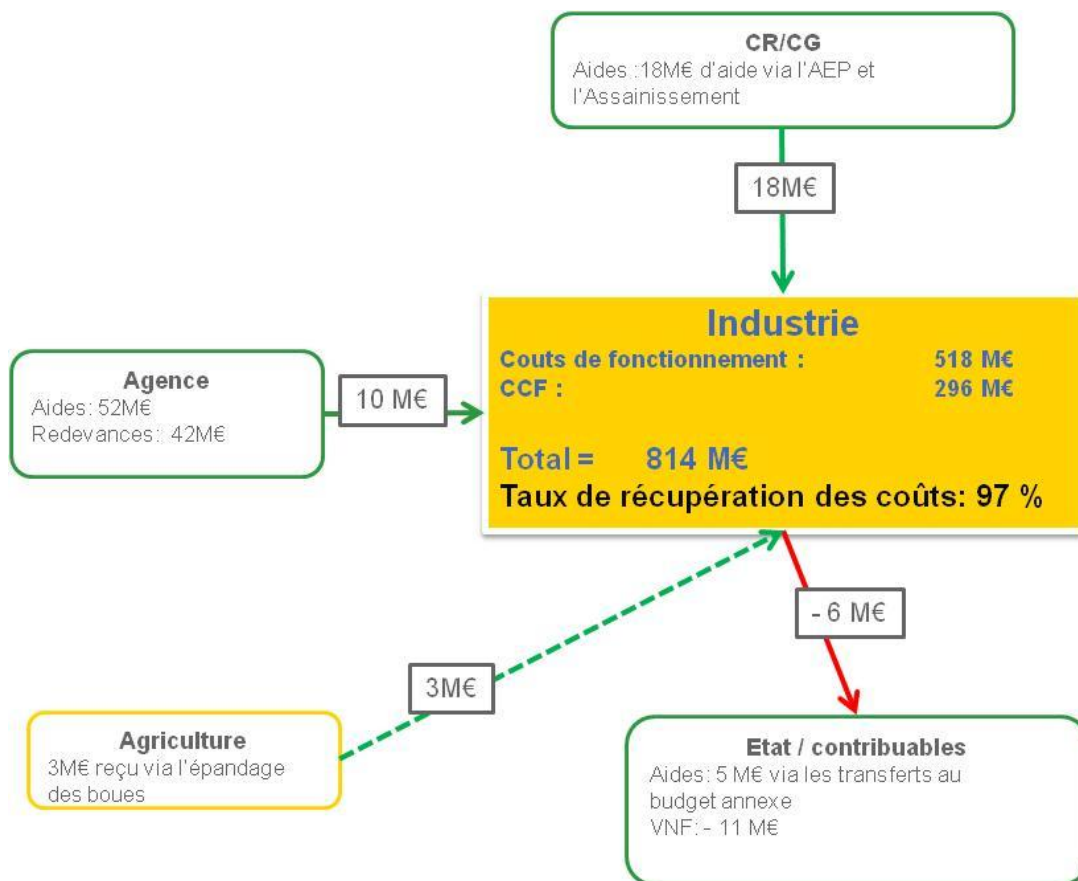 CR/CG
Aides :18M€ d'aide via l'AEP et
l'Assainissement
18M€
Industrie
Couts de fonctionnement : 518 M€
CCF : 296 M€
Total = 814 M€
Taux de récupération des coûts: 97 %
Agence
Aides: 52M€
Redevances: 42M€
10 M€
- 6 M€
3M€
Agriculture
3M€ reçu via l'épandage
des boues
Etat / contribuables
Aides: 5 M€ via les transferts au
budget annexe
VNF: - 11 M€